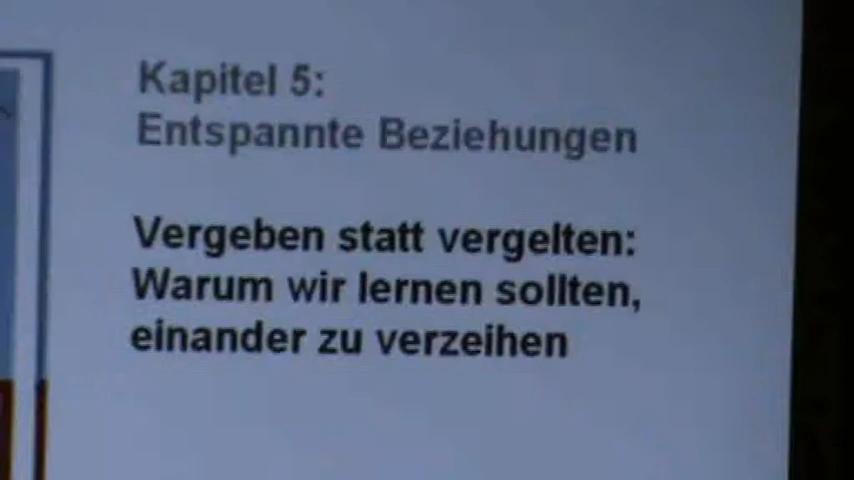 Kapitel 5:
Entspannte Beziehungen
Vergeben statt vergelten:
Warum wir lernen sollten,
einander zu verzeihen